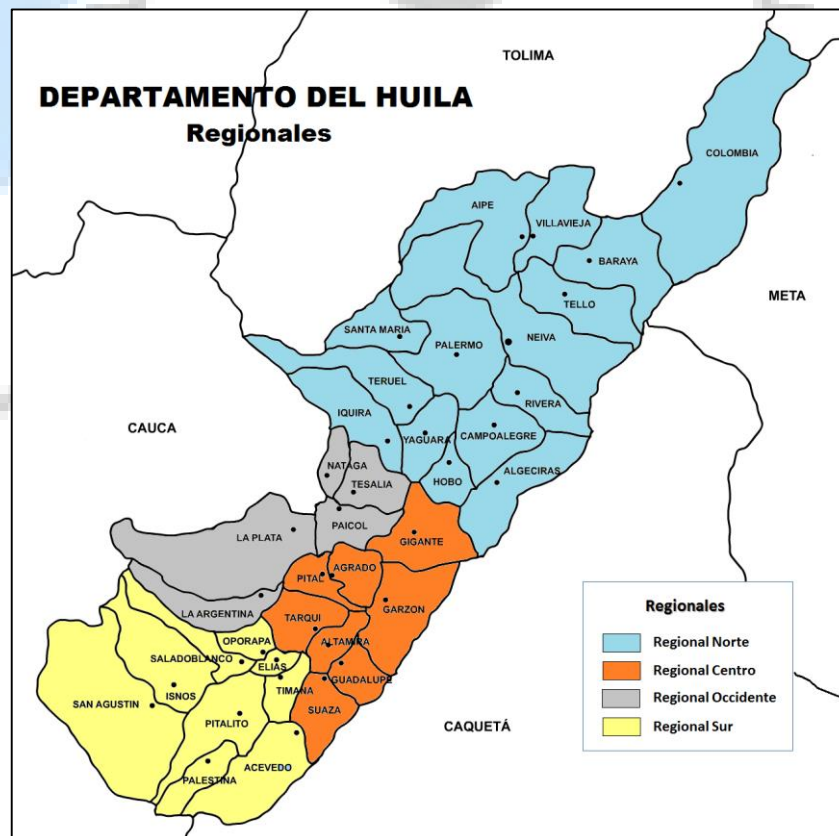 TOLIMA
DEPARTAMENTO DEL HUILA
Regionales
COLOMBIA
AIPE
VILLAVIEJA
BARAYA
META
TELLO
SANTA MARIA
NEIVA
PALERMO
TERUEL
RIVERA
IQUIRA
CAUCA
YAGUARA
CAMPOALEGRE
NATAGA
ALGECIRAS
TESALIA
HOBO
PAICOL
LA PLATA
GIGANTE
AGRADO
PITAL
GARZON
LA ARGENTINA
TARQUI
OPORAPA
ALTAMIRA
SALADOBLANCO
ELIAS
GUADALUPE
TIMANA
ISNOS
SAN AGUSTIN
SUAZA
PITALITO
CAQUETÁ
ACEVEDO
PALESTINA
Regionales
Regional Norte
Regional Centro
Regional Occidente
Regional Sur